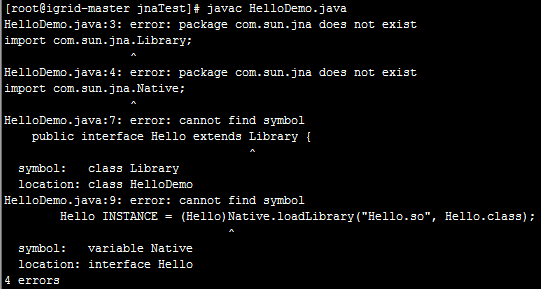 [root@igrid-master jnaTest]# javac HelloDemo.java
HelloDemo.java:3: error: package com.sun.jna does not exist
import com.sun.jna.Library;
                  ^
HelloDemo.java:4: error: package com.sun.jna does not exist
import com.sun.jna.Native;
                  ^
HelloDemo.java:7: error: cannot find symbol
    public interface Hello extends Library {
                                   ^
  symbol:   class Library
  location: class HelloDemo
HelloDemo.java:9: error: cannot find symbol
        Hello INSTANCE = (Hello)Native.loadLibrary("Hello.so", Hello.class);
                                ^
  symbol:   variable Native
  location: interface Hello
4 errors